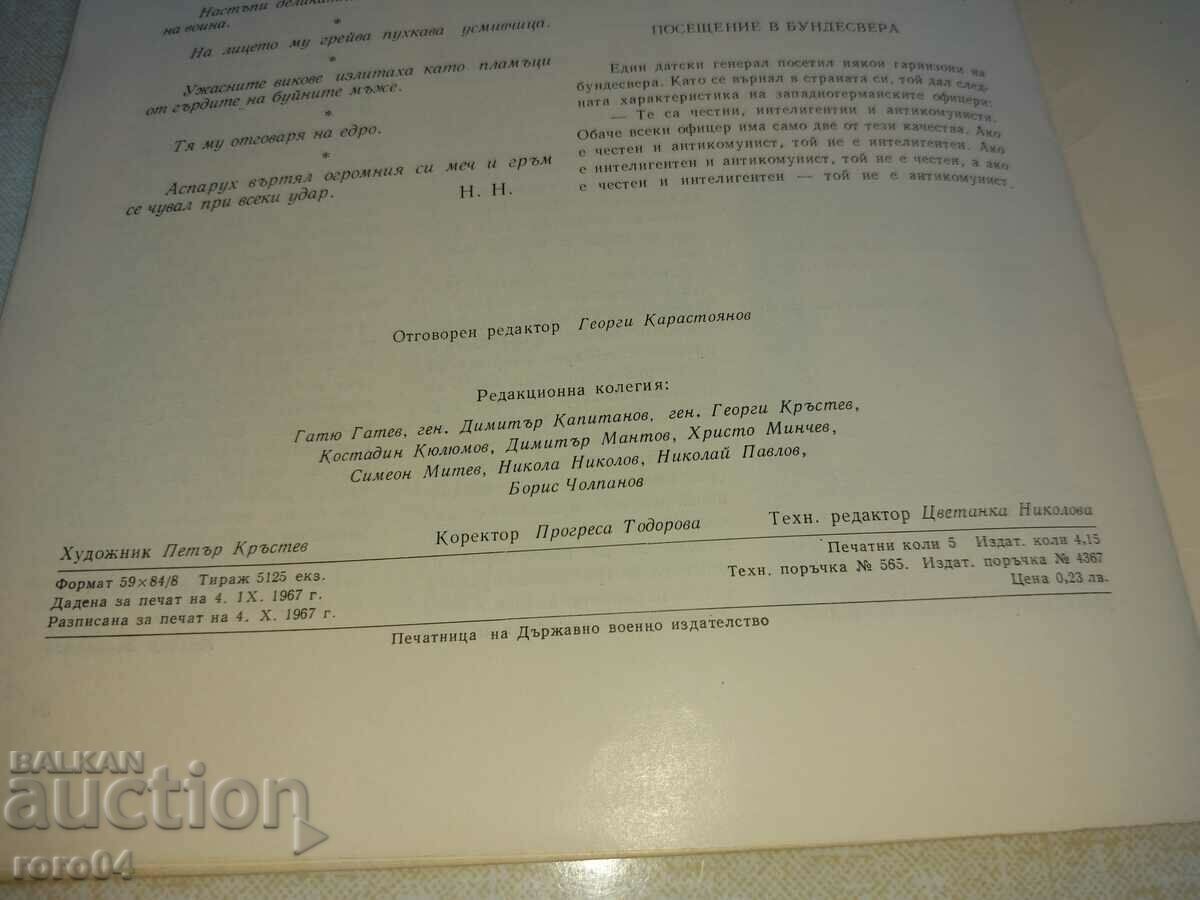 Настъпи деликатн
на воина.
*
На лицето му грейва пухкава усмивчица.
*
Ужасните викове излитаха като пламъци
от гърдите на буйните мъже.
*
Тя му отговаря на едро.
*
Аспарух въртял огромния си меч и гръм
се чувал при всеки удар.
Н. Н.
ПОСЕЩЕНИЕ В БУНДЕСВЕРА
Един датски генерал посетил някои гарнизони на
бундесвера. Като се върнал в страната си, той дал след-
ната характеристика на западногерманските офицери:
— Те са честни, интелигентни и антикомунисти.
Обаче всеки офицер има само две от тези качества. Ако
е честен и антикомунист, той не е интелигентен. Ако
е интелигентен и антикомунист, той не е честен, а ако
е честен и интелигентен — той не е антикомунист.
Отговорен редактор Георги Карастоянов
Редакционна колегия:
Гатю Гатев, ген. Димитър Капитанов, ген. Георги Кръстев,
Костадин Кюлюмов, Димитър Мантов, Христо Минчев,
Симеон Митев, Никола Николов, Николай Павлов,
Борис Чолпанов
Художник Петър Кръстев
Коректор Прогреса Тодорова
Техн. редактор Цветанка Николова
Формат 59×84/8 Тираж 5125 екз.
Дадена за печат на 4. IX. 1967 г.
Разписана за печат на 4. X. 1967 г.
Печатни коли 5 Издат. коли 4,15
Техн. поръчка № 565. Издат. поръчка № 4367
Цена 0,23 лв.
Печатница на Държавно военно издателство
BALKAN
auction
roro04